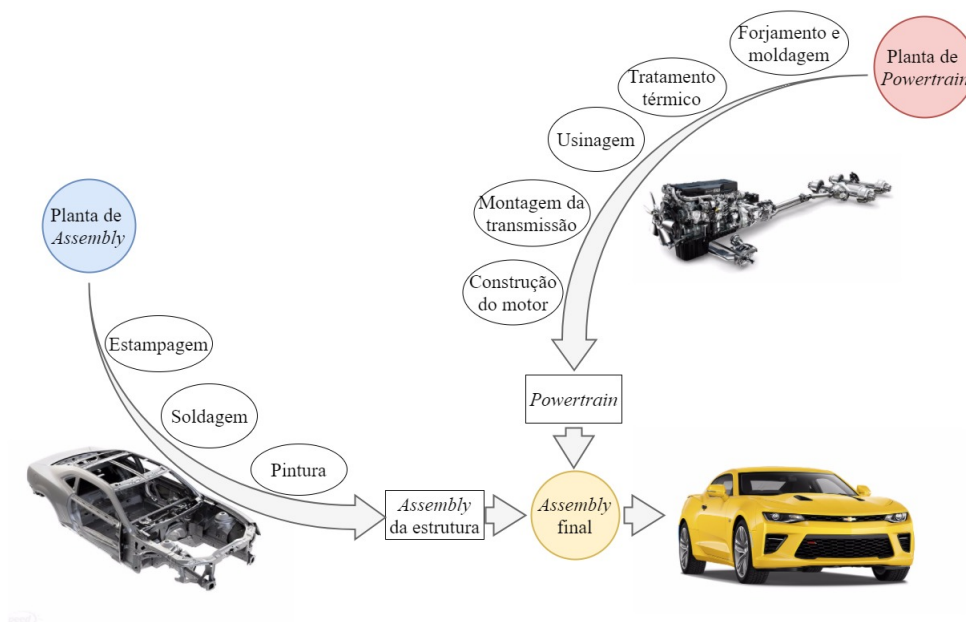 Forjamento e
moldagem
Planta de
Powertrain
Tratamento
térmico
Usinagem
Montagem da
transmissão
Construção
do motor
Planta de
Assembly
Estampagem
Soldagem
Pintura
Powertrain
Assembly
da estrutura
Assembly
final